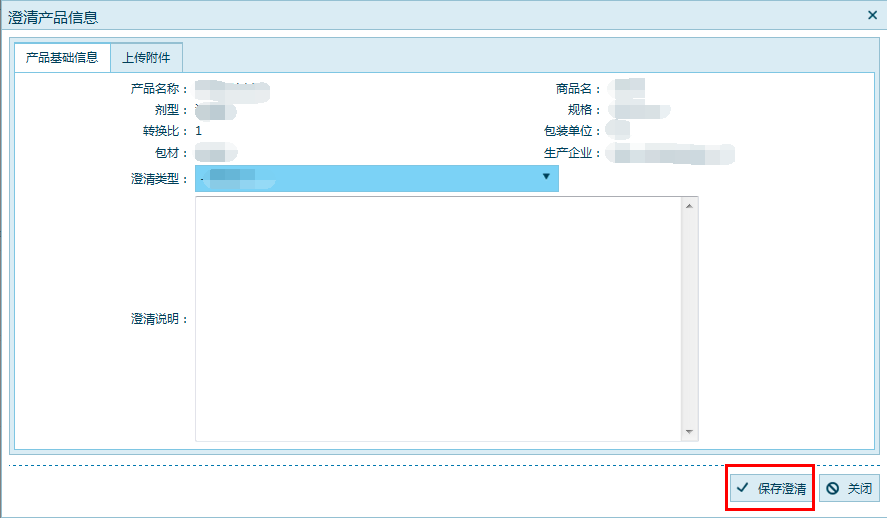 澄清产品信息
产品基础信息 上传附件
产品名称： 商品名：
剂型： 规格：
转换比： 1 包装单位：
包材： 生产企业：
澄清类型：
澄清说明：
保存澄清 关闭